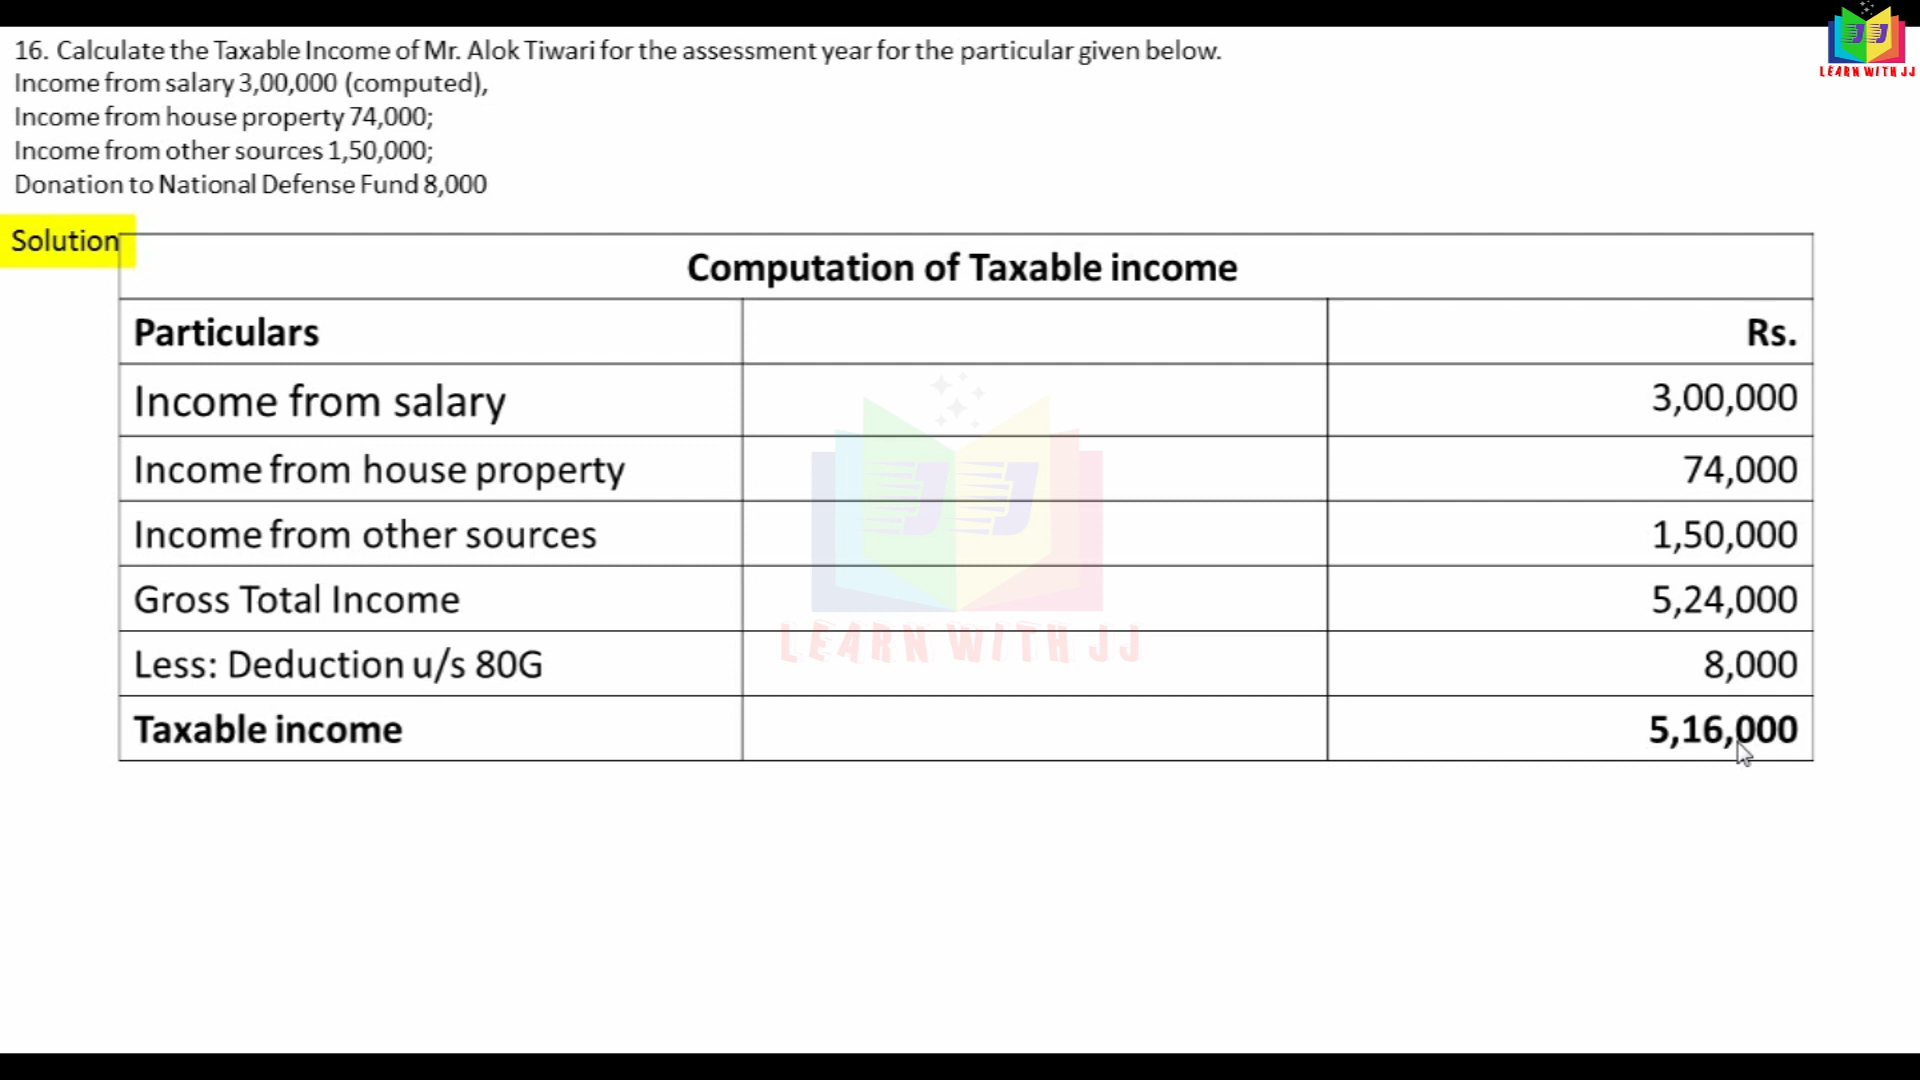 16. Calculate the Taxable Income of Mr. Alok Tiwari for the assessment year for the particular given below.
Income from salary 3,00,000 (computed),
Income from house property 74,000;
Income from other sources 1,50,000;
Donation to National Defense Fund 8,000
LEARN WITH JJ
Solution
Computation of Taxable income
Particulars Rs.
Income from salary 3,00,000
Income from house property 74,000
Income from other sources 1,50,000
Gross Total Income 5,24,000
Less: Deduction u/s 80G 8,000
Taxable income 5,16,000
JJ
LEARN WITH JJ